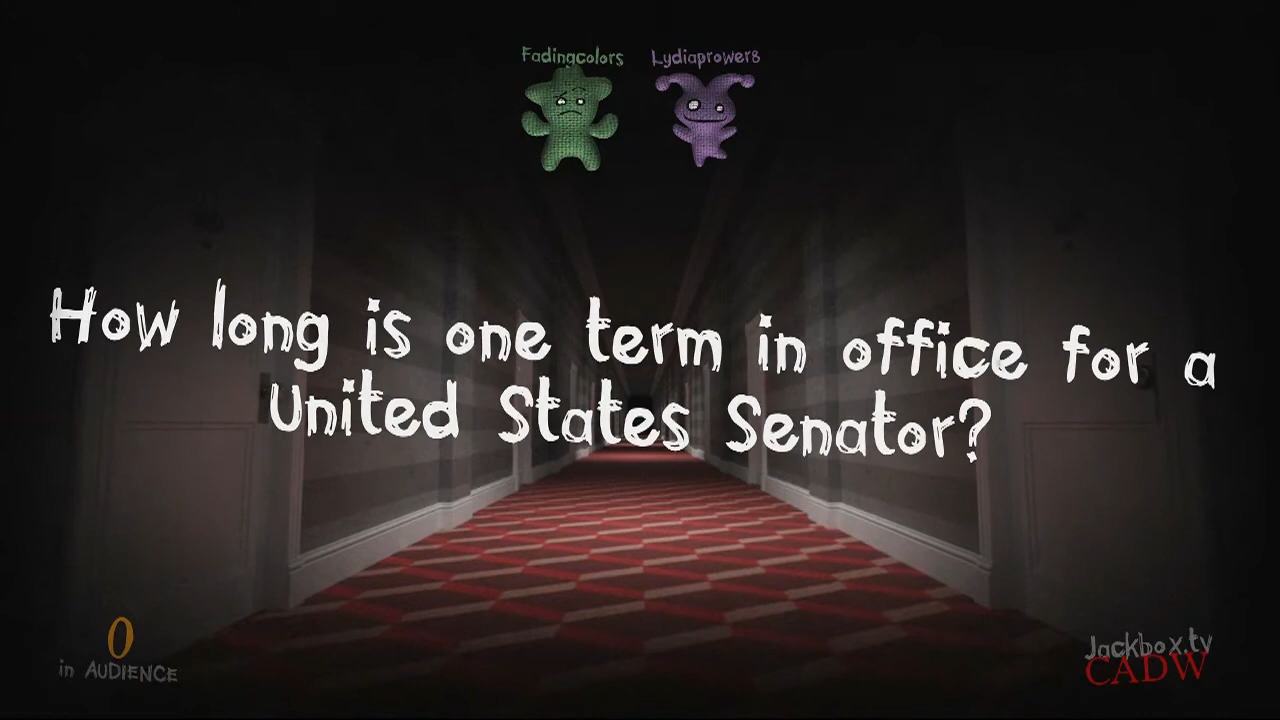 Fadingcolors Lydiaprower8
How long is one term in office for a
United States Senator?
0
in AUDIENCE
Jackbox.tv
CADW